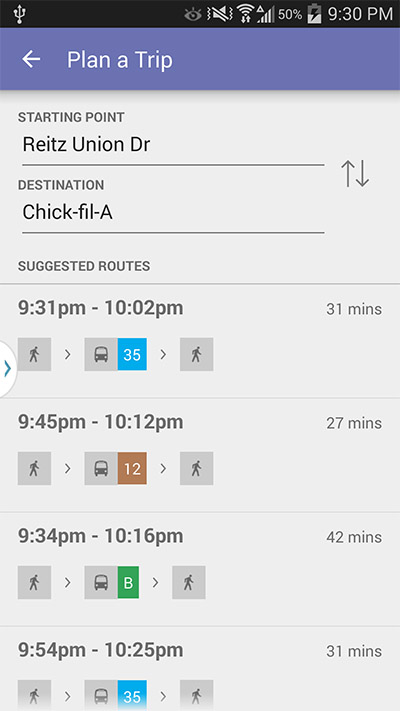 50% 9:30 PM
Plan a Trip
STARTING POINT
Reitz Union Dr
DESTINATION
Chick-fil-A
SUGGESTED ROUTES
9:31pm - 10:02pm 31 mins
35
9:45pm - 10:12pm 27 mins
12
9:34pm - 10:16pm 42 mins
B
9:54pm - 10:25pm 31 mins
35